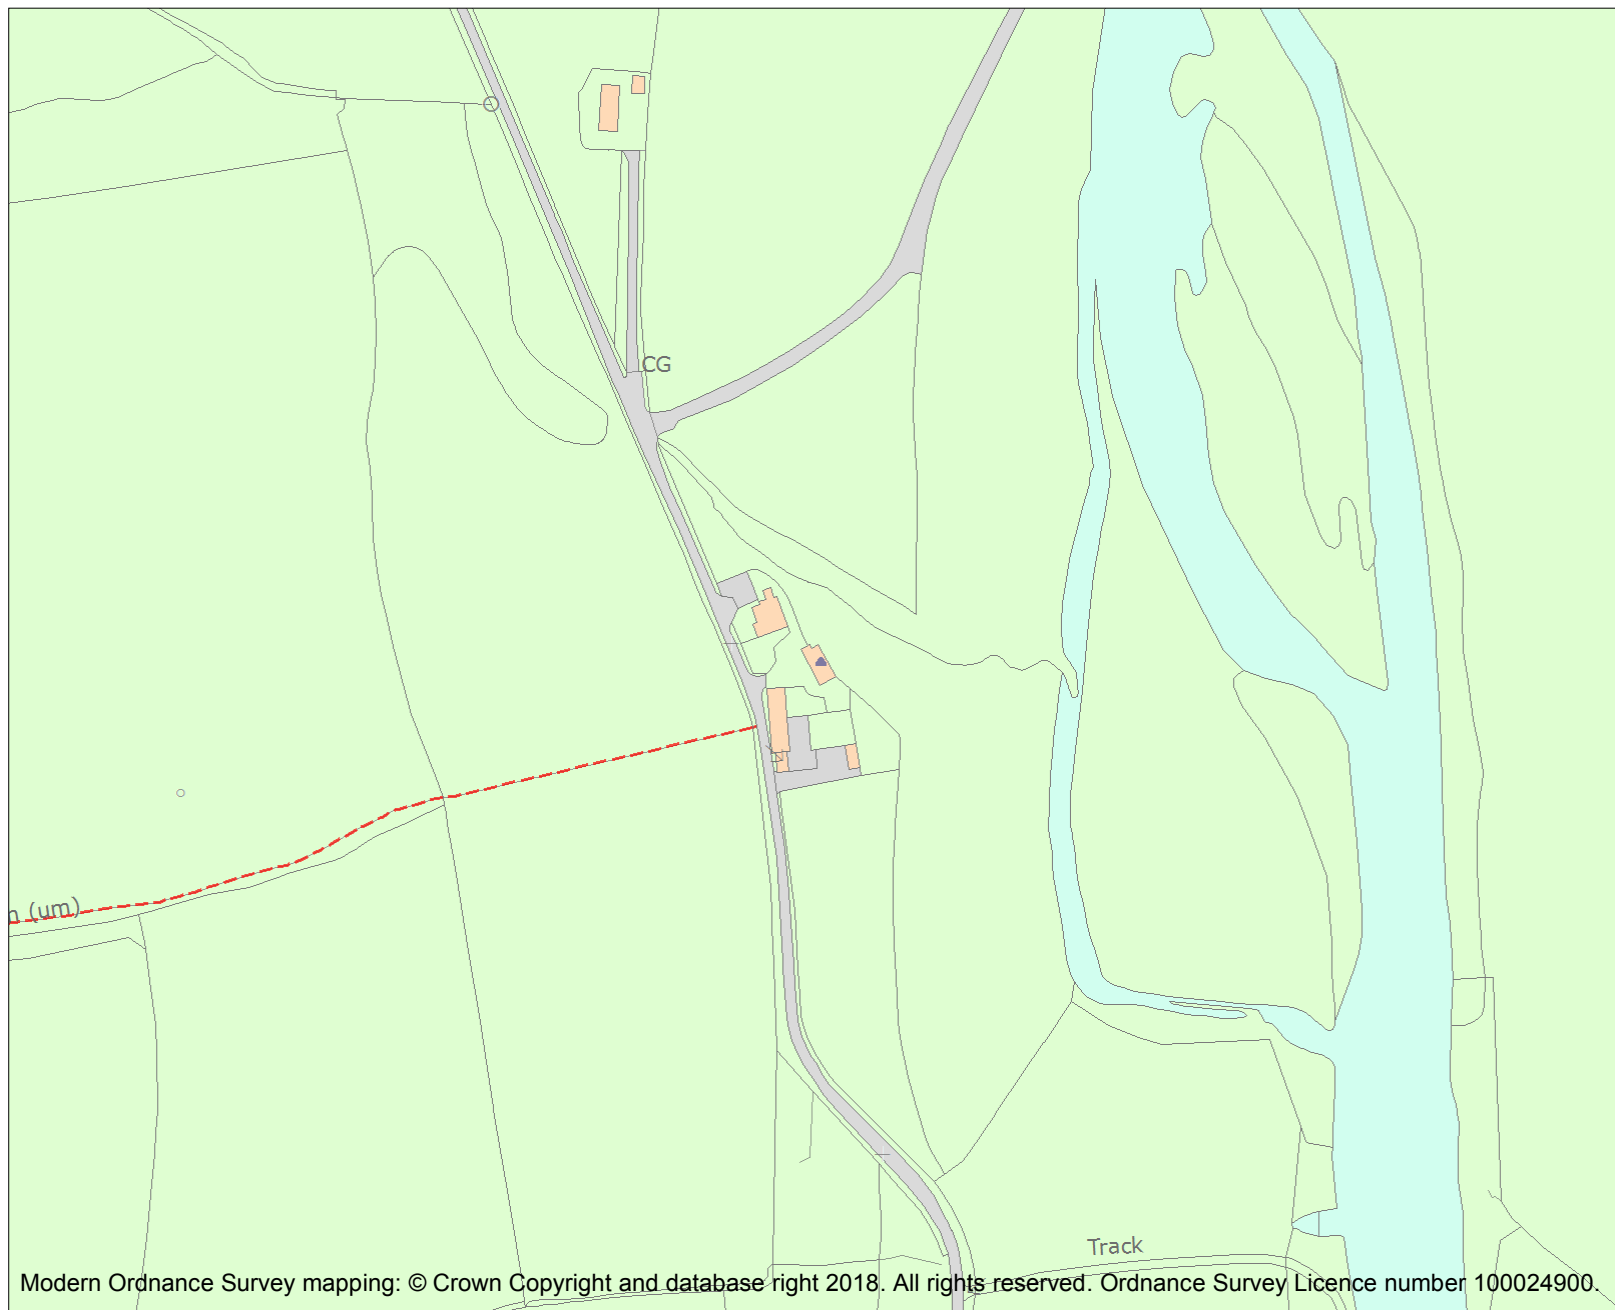 CG
(um)
Track
Modern Ordnance Survey mapping: © Crown Copyright and database right 2018. All rights reserved. Ordnance Survey Licence number 100024900.